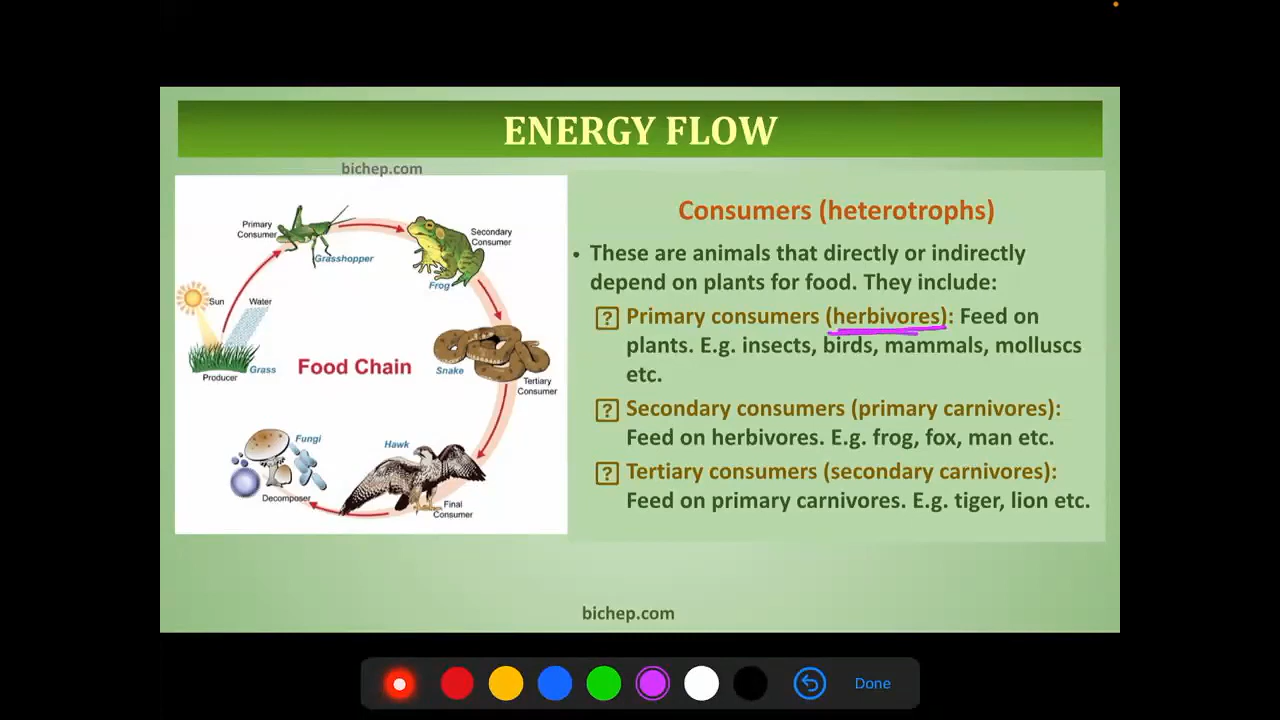 ENERGY FLOW
bichep.com
Primary
Consumer
Grasshopper
Secondary
Consumer
Frog
Sun
Water
Grass
Producer
Food Chain
Snake
Tertiary
Consumer
Fungi
Decomposer
Hawk
Final
Consumer
Consumers (heterotrophs)
• These are animals that directly or indirectly
depend on plants for food. They include:
? Primary consumers (herbivores): Feed on
plants. E.g. insects, birds, mammals, molluscs
etc.
? Secondary consumers (primary carnivores):
Feed on herbivores. E.g. frog, fox, man etc.
? Tertiary consumers (secondary carnivores):
Feed on primary carnivores. E.g. tiger, lion etc.
bichep.com
Done